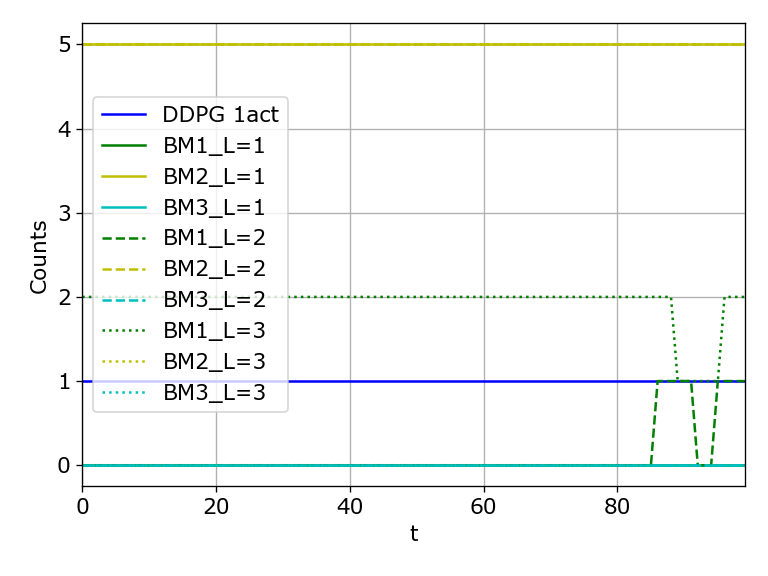 5
4
3
2
1
0
Counts
DDPG 1act
BM1_L=1
BM2_L=1
BM3_L=1
BM1_L=2
BM2_L=2
BM3_L=2
BM1_L=3
BM2_L=3
BM3_L=3
0 20 40 60 80
t